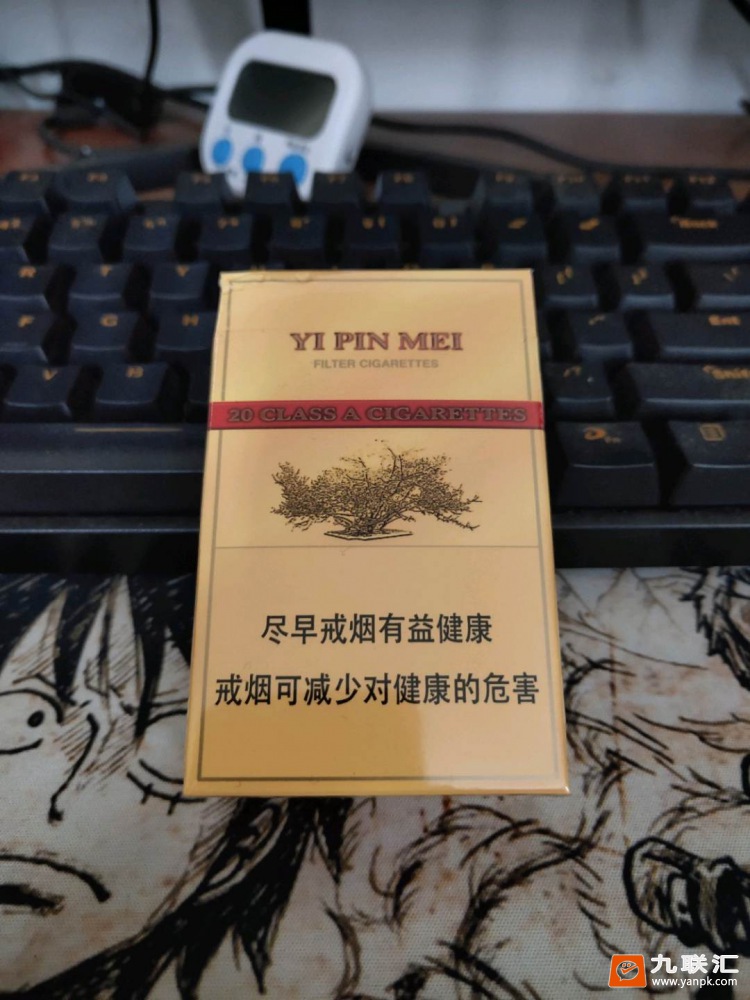 YI PIN MEI
FILTER CIGARETTES
20 CLASS A CIGARETTES
尽早戒烟有益健康
戒烟可减少对健康的危害
R T Y
F G H
V B
Ent
九联汇
www.yanpk.com